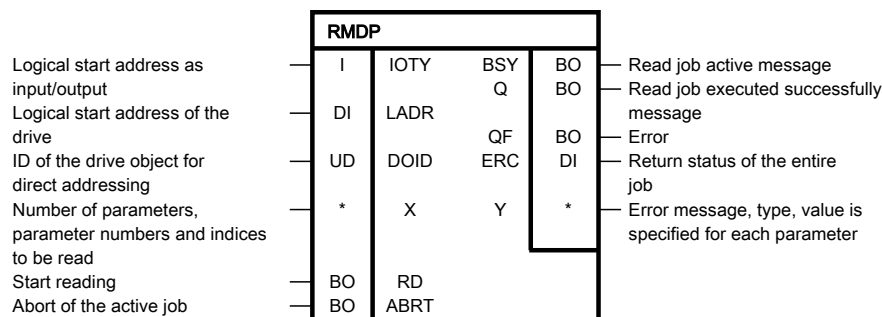 RMDP
Logical start address as I IOTY BSY BO Read job active message
input/output Q BO Read job executed successfully
Logical start address of the DI LADR message
drive QF BO Error
ID of the drive object for UD DOID ERC DI Return status of the entire
direct addressing job
Number of parameters, * X Y * Error message, type, value is
parameter numbers and indices specified for each parameter
to be read
Start reading BO RD
Abort of the active job BO ABRT